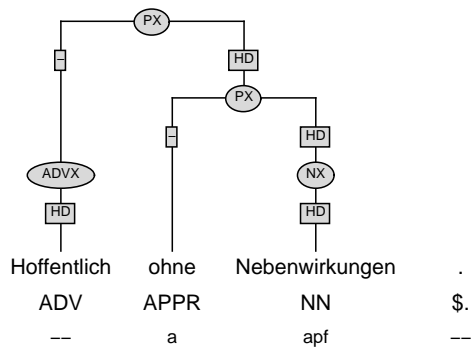 PX
– HD
PX
– HD
ADVX NX
HD HD
Hoffentlich ohne Nebenwirkungen .
ADV APPR NN $.
–– a apf ––